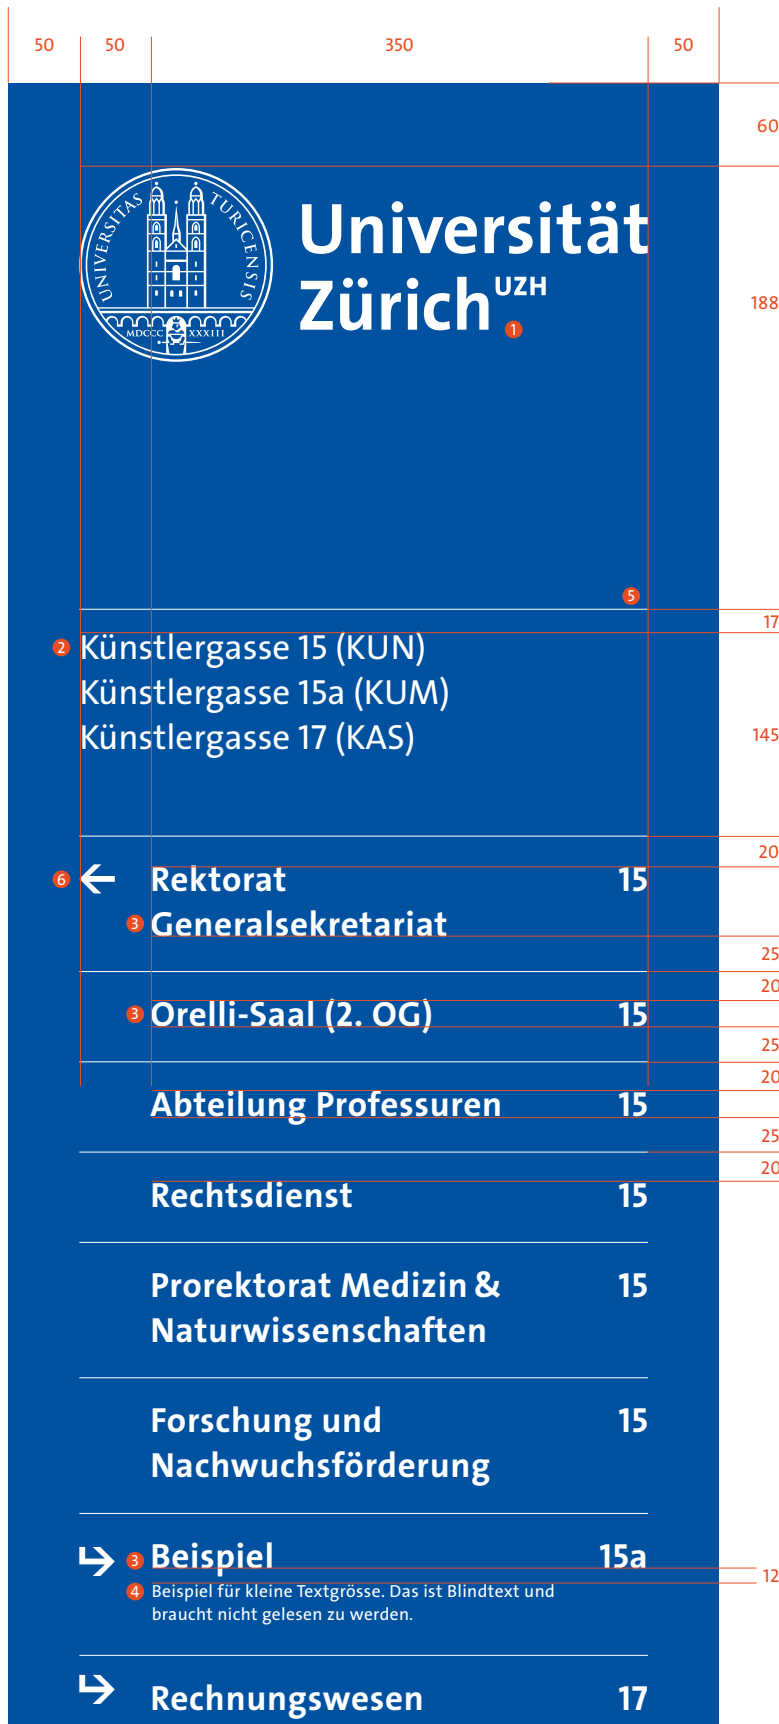 50 50 350 50
60
UNIVERSITAS TURICENSIS
MDCCC XXXIII
Universität
Zürich UZH
1
188
5
17
2 Künstlergasse 15 (KUN)
Künstlergasse 15a (KUM)
Künstlergasse 17 (KAS)
145
20
6 ← Rektorat 15
3 Generalsekretariat
25
20
3 Orelli-Saal (2. OG) 15
25
20
Abteilung Professuren 15
25
20
Rechtsdienst 15
Prorektorat Medizin & 15
Naturwissenschaften
Forschung und 15
Nachwuchsförderung
3 Beispiel 15a
12
4 Beispiel für kleine Textgrösse. Das ist Blindtext und
braucht nicht gelesen zu werden.
Rechnungswesen 17